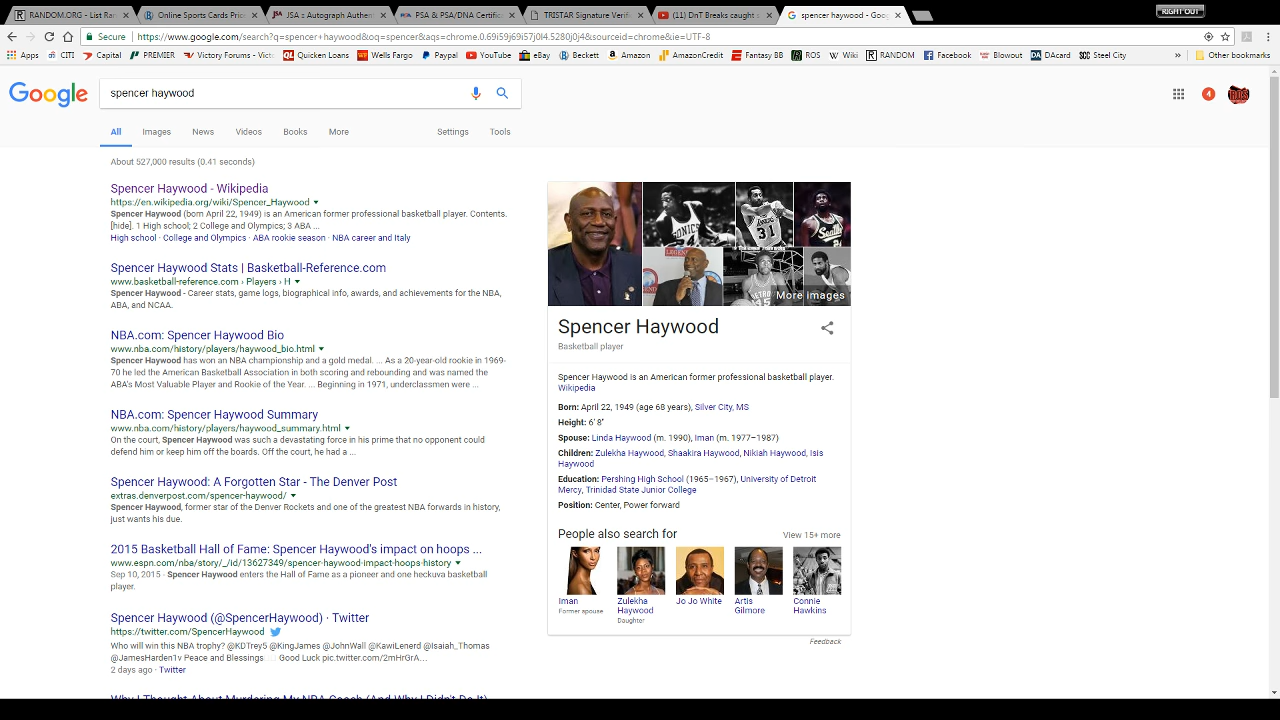 RANDOM.ORG - List Ran
Online Sports Cards Price
JSA :: Autograph Authent
PSA & PSA/DNA Certific
TRISTAR Signature Verifi
(11) DnT Breaks caught s
spencer haywood - Goo
RIGHT OUT
Secure
https://www.google.com/search?q=spencer+haywood&oq=spencer&aqs=chrome.0.69i59j69i57j0l4.5280j0j4&sourceid=chrome&ie=UTF-8
Apps
CITI
PREMIER
Victory Forums - Victo
Quicken Loans
Wells Fargo
Paypal
YouTube
eBay
Beckett
Amazon
AmazonCredit
Fantasy BB
ROS
Wiki
RANDOM
Facebook
Blowout
DAcard
Steel City
»
Other bookmarks
Google
spencer haywood
4
All
Images
News
Videos
Books
More
Settings
Tools
About 527,000 results (0.41 seconds)
Spencer Haywood - Wikipedia
https://en.wikipedia.org/wiki/Spencer_Haywood
Spencer Haywood (born April 22, 1949) is an American former professional basketball player. Contents.
[hide]. 1 High school; 2 College and Olympics; 3 ABA ...
High school · College and Olympics · ABA rookie season · NBA career and Italy
Spencer Haywood Stats | Basketball-Reference.com
www.basketball-reference.com › Players › H
Spencer Haywood - Career stats, game logs, biographical info, awards, and achievements for the NBA,
ABA, and NCAA.
NBA.com: Spencer Haywood Bio
www.nba.com/history/players/haywood_bio.html
Spencer Haywood has won an NBA championship and a gold medal. ... As a 20-year-old rookie in 1969-
70 he led the American Basketball Association in both scoring and rebounding and was named the
ABA's Most Valuable Player and Rookie of the Year. ... Beginning in 1971, underclassmen were ...
NBA.com: Spencer Haywood Summary
www.nba.com/history/players/haywood_summary.html
On the court, Spencer Haywood was such a devastating force in his prime that no opponent could
defend him or keep him off the boards. Off the court, he had a ...
Spencer Haywood: A Forgotten Star - The Denver Post
extras.denverpost.com/spencer-haywood/
Spencer Haywood, former star of the Denver Rockets and one of the greatest NBA forwards in history,
just wants his due.
2015 Basketball Hall of Fame: Spencer Haywood's impact on hoops ...
www.espn.com/nba/story/_/id/13627349/spencer-haywood-impact-hoops-history
Sep 10, 2015 - Spencer Haywood enters the Hall of Fame as a pioneer and one heckuva basketball
player.
Spencer Haywood (@SpencerHaywood) · Twitter
https://twitter.com/SpencerHaywood
Who will win this NBA trophy? @KDTrey5 @KingJames @JohnWall @KawiLenerd @Isaiah_Thomas
@JamesHarden1v Peace and Blessings ... Good Luck pic.twitter.com/2mHrGrA...
2 days ago · Twitter
Why I Thought About Murdering My NBA Coach (And Why I Didn't Do It)
More images
Spencer Haywood
Basketball player
Spencer Haywood is an American former professional basketball player.
Wikipedia
Born: April 22, 1949 (age 68 years), Silver City, MS
Height: 6' 8"
Spouse: Linda Haywood (m. 1990), Iman (m. 1977–1987)
Children: Zulekha Haywood, Shaakira Haywood, Nikiah Haywood, Isis
Haywood
Education: Pershing High School (1965–1967), University of Detroit
Mercy, Trinidad State Junior College
Position: Center, Power forward
People also search for
View 15+ more
Iman
Former spouse
Zulekha
Haywood
Daughter
Jo Jo White
Artis
Gilmore
Connie
Hawkins
Feedback